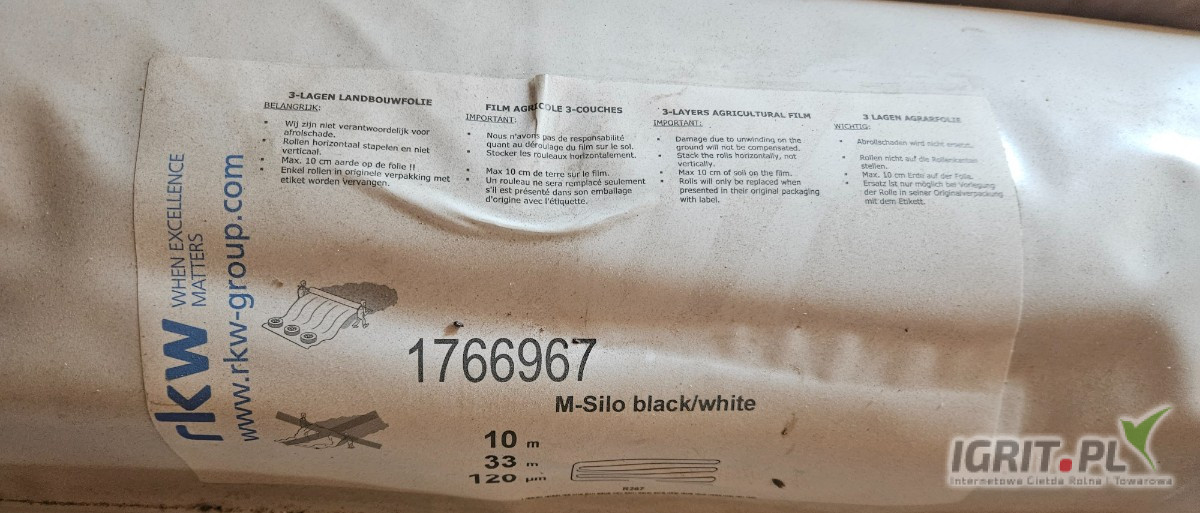 3-LAGEN LANDBOUWFOLIE
BELANGRIJK:
• Wij zijn niet verantwoordelijk voor
afrolschade.
• Rollen horizontaal stapelen en niet
verticaal.
• Max. 10 cm aarde op de folie !!
• Enkel rollen in originele verpakking met
etiket worden vervangen.
FILM AGRICOLE 3-COUCHES
IMPORTANT:
• Nous n'avons pas de responsabilité
quant au déroulage du film sur le sol.
• Stocker les rouleaux horizontalement.
• Max 10 cm de terre sur le film.
• Un rouleau ne sera remplacé seulement
s'il est présenté dans son emballage
d'origine avec l'étiquette.
3-LAYERS AGRICULTURAL FILM
IMPORTANT:
• Damage due to unwinding on the
ground will not be compensated.
• Stack the rolls horizontally, not
vertically.
• Max 10 cm of soil on the film.
• Rolls will only be replaced when
presented in their original packaging
with label.
3 LAGEN AGRARFOLIE
WICHTIG:
• Abrollschaden wird nicht ersetzt.
• Rollen nicht auf die Rollenkanten
stellen.
• Max. 10 cm Erde auf der Folie.
• Ersatz ist nur möglich bei Vorlegung
der Rolle in seiner Originalverpackung
mit dem Etikett.
rkw WHEN EXCELLENCE
MATTERS
www.rkw-group.com
1766967
M-Silo black/white
10 m
33 m
120 µm
IGRIT.PL
Internetowa Giełda Rolna i Towarowa